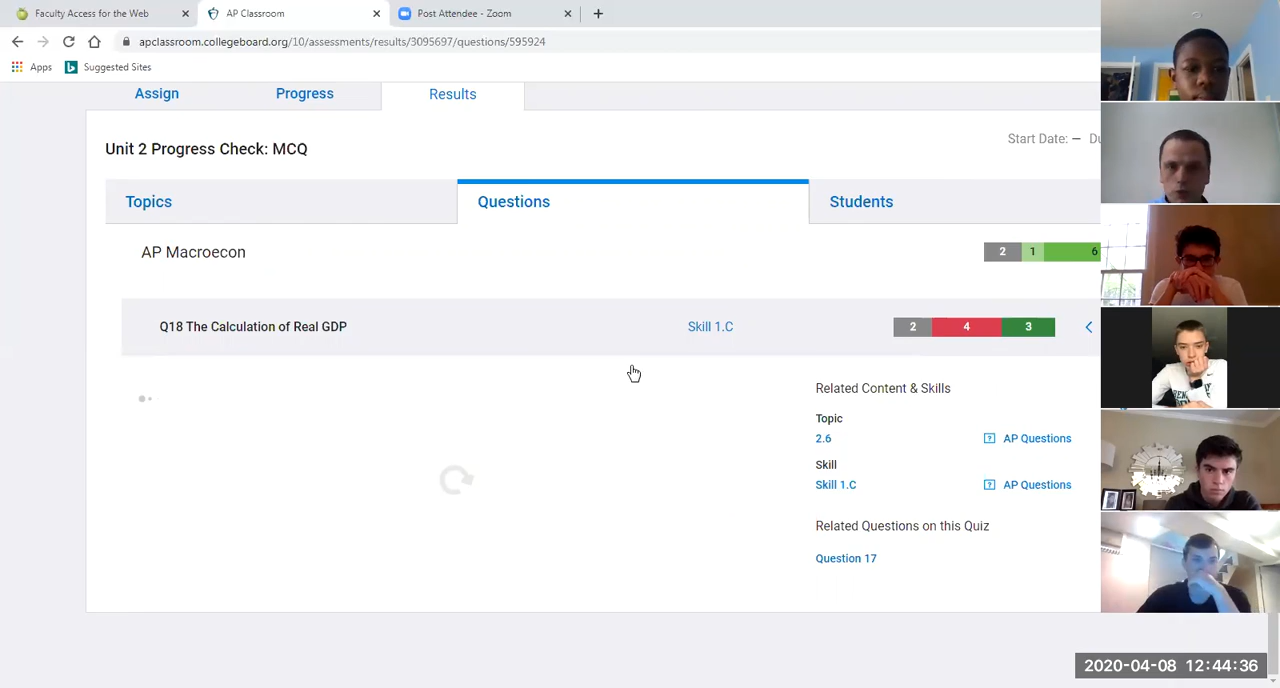 Faculty Access for the Web
AP Classroom
Post Attendee - Zoom
apclassroom.collegeboard.org/10/assessments/results/3095697/questions/595924
Apps
Suggested Sites
Assign
Progress
Results
Unit 2 Progress Check: MCQ
Start Date: —
Topics
Questions
Students
AP Macroecon
2 1 6
Q18 The Calculation of Real GDP
Skill 1.C
2 4 3
Related Content & Skills
Topic
2.6
AP Questions
Skill
Skill 1.C
AP Questions
Related Questions on this Quiz
Question 17
2020-04-08 12:44:36